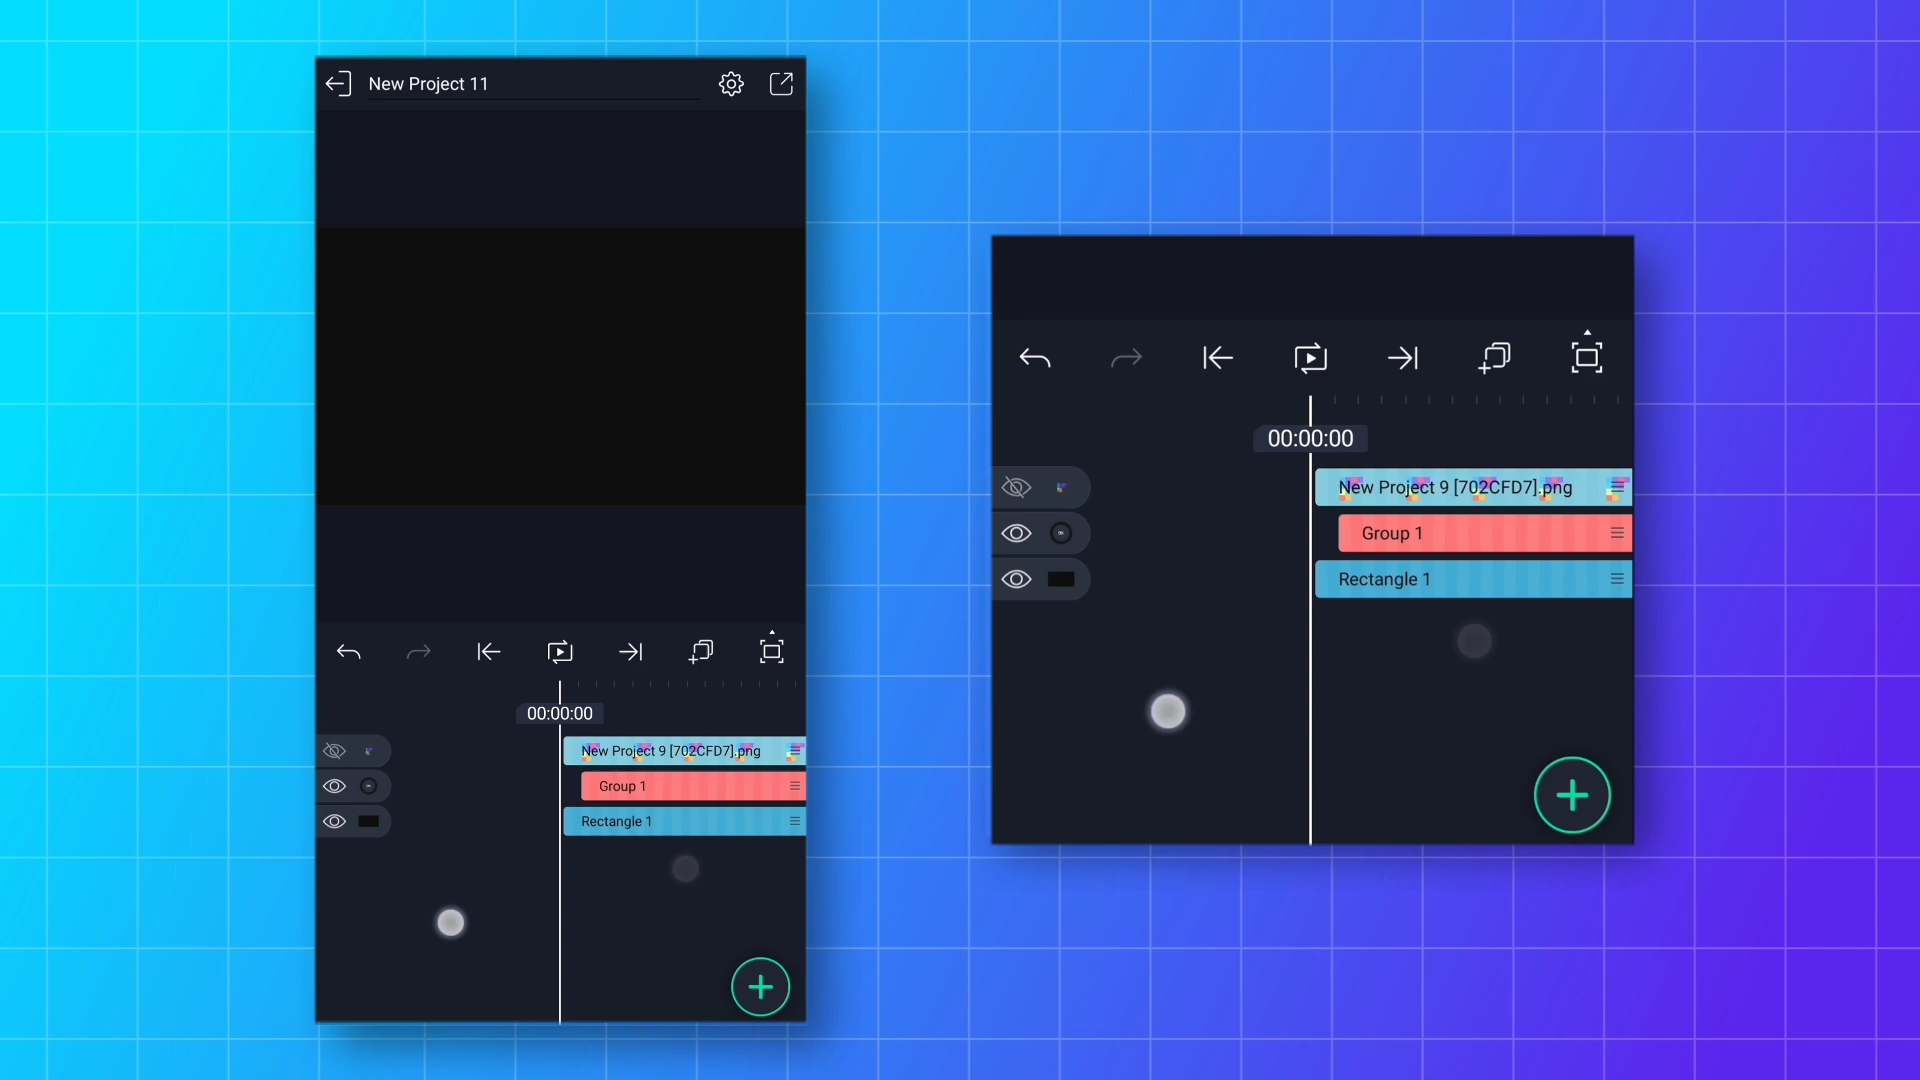 New Project 11
00:00:00
New Project 9 [702CFD7].png
Group 1
Rectangle 1
00:00:00
New Project 9 [702CFD7].png
Group 1
Rectangle 1